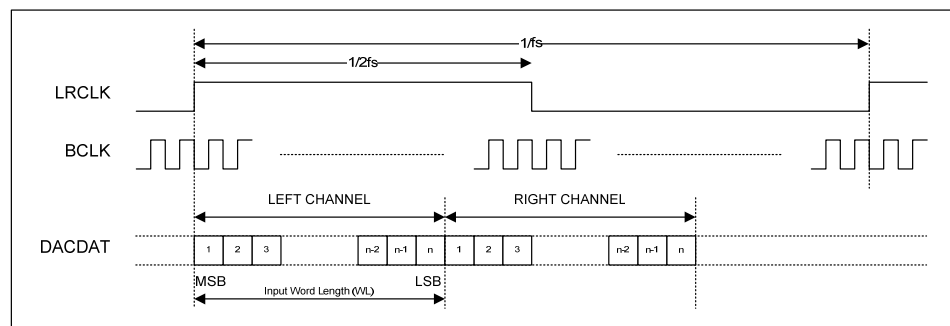 1/fs
1/2fs
LRCLK
BCLK
LEFT CHANNEL RIGHT CHANNEL
DACDAT 1 2 3 n-2 n-1 n 1 2 3 n-2 n-1 n
MSB LSB
Input Word Length (WL)